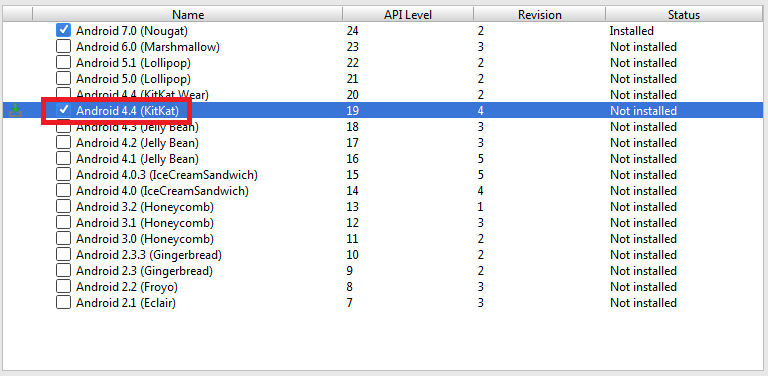 Name API Level Revision Status
Android 7.0 (Nougat) 24 2 Installed
Android 6.0 (Marshmallow) 23 3 Not installed
Android 5.1 (Lollipop) 22 2 Not installed
Android 5.0 (Lollipop) 21 2 Not installed
Android 4.4 (KitKat Wear) 20 2 Not installed
Android 4.4 (KitKat) 19 4 Not installed
Android 4.3 (Jelly Bean) 18 3 Not installed
Android 4.2 (Jelly Bean) 17 3 Not installed
Android 4.1 (Jelly Bean) 16 5 Not installed
Android 4.0.3 (IceCreamSandwich) 15 5 Not installed
Android 4.0 (IceCreamSandwich) 14 4 Not installed
Android 3.2 (Honeycomb) 13 1 Not installed
Android 3.1 (Honeycomb) 12 3 Not installed
Android 3.0 (Honeycomb) 11 2 Not installed
Android 2.3.3 (Gingerbread) 10 2 Not installed
Android 2.3 (Gingerbread) 9 2 Not installed
Android 2.2 (Froyo) 8 3 Not installed
Android 2.1 (Eclair) 7 3 Not installed